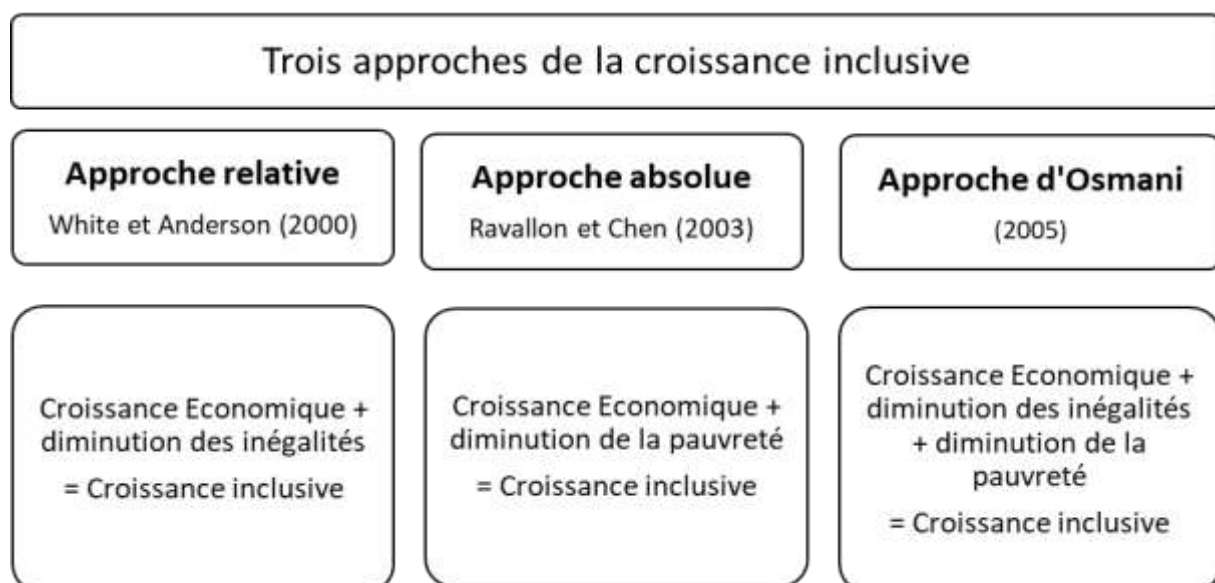 Trois approches de la croissance inclusive
Approche relative
White et Anderson (2000)
Approche absolue
Ravallon et Chen (2003)
Approche d'Osmani
(2005)
Croissance Economique +
diminution des inégalités
= Croissance inclusive
Croissance Economique +
diminution de la pauvreté
= Croissance inclusive
Croissance Economique +
diminution des inégalités
+ diminution de la
pauvreté
= Croissance inclusive